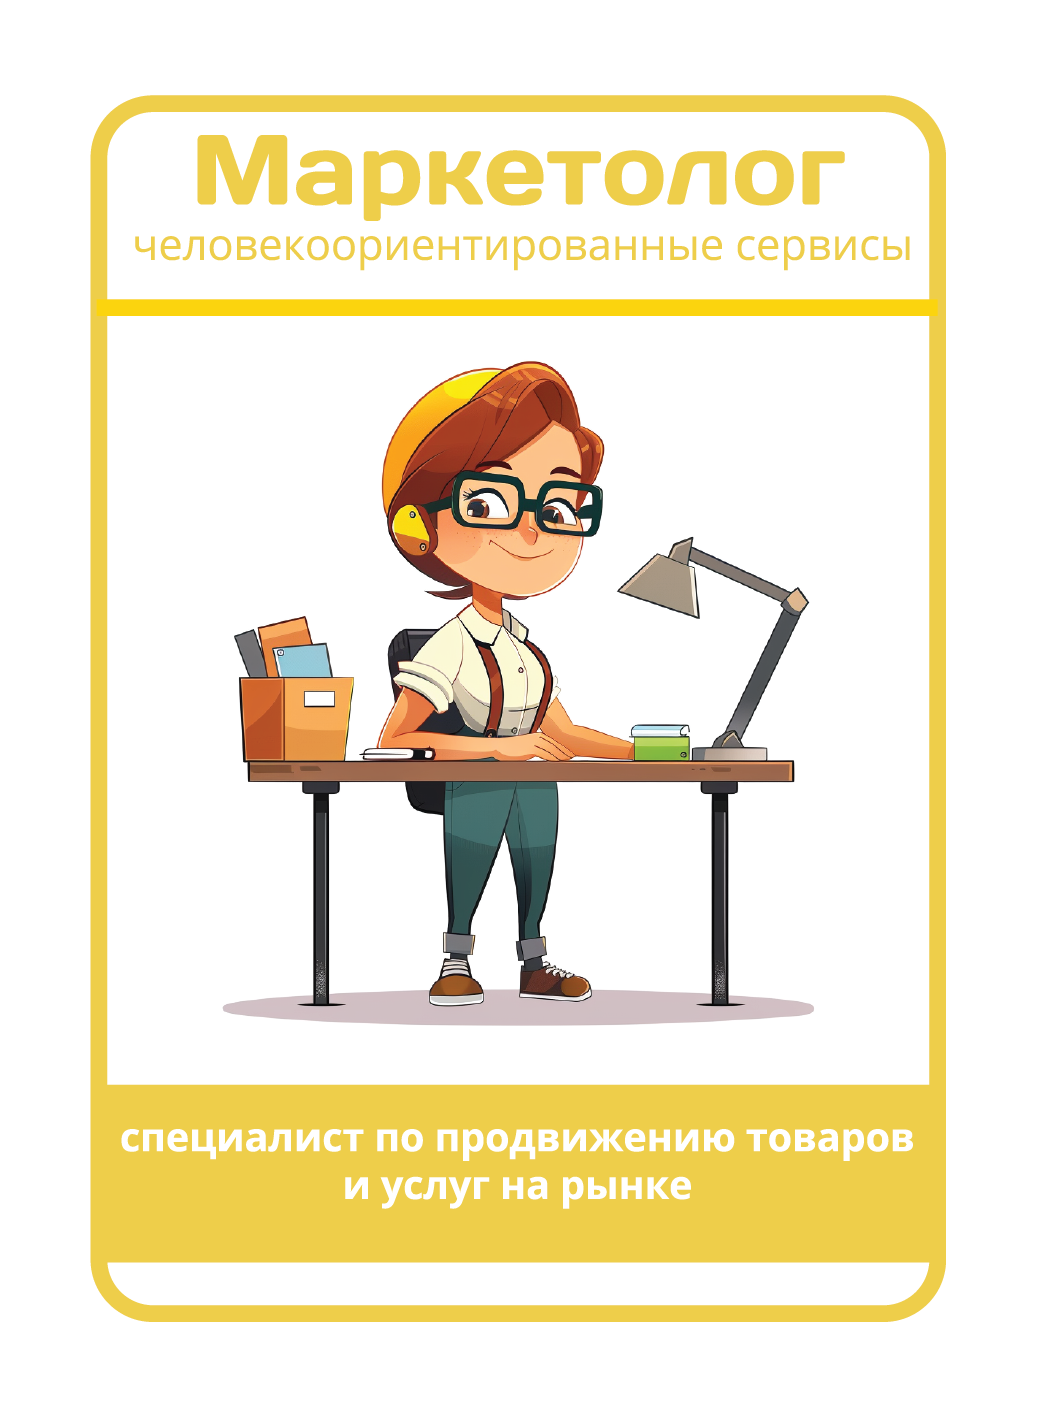 Маркетолог
человекоориентированные сервисы
специалист по продвижению товаров
и услуг на рынке